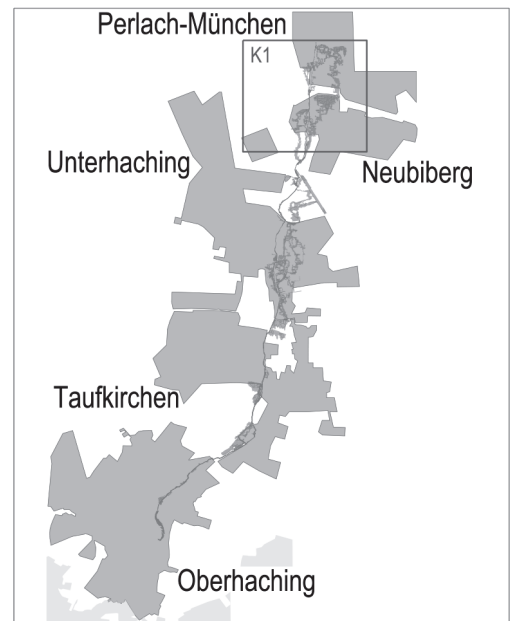 Perlach-München
K1
Unterhaching
Neubiberg
Taufkirchen
Oberhaching